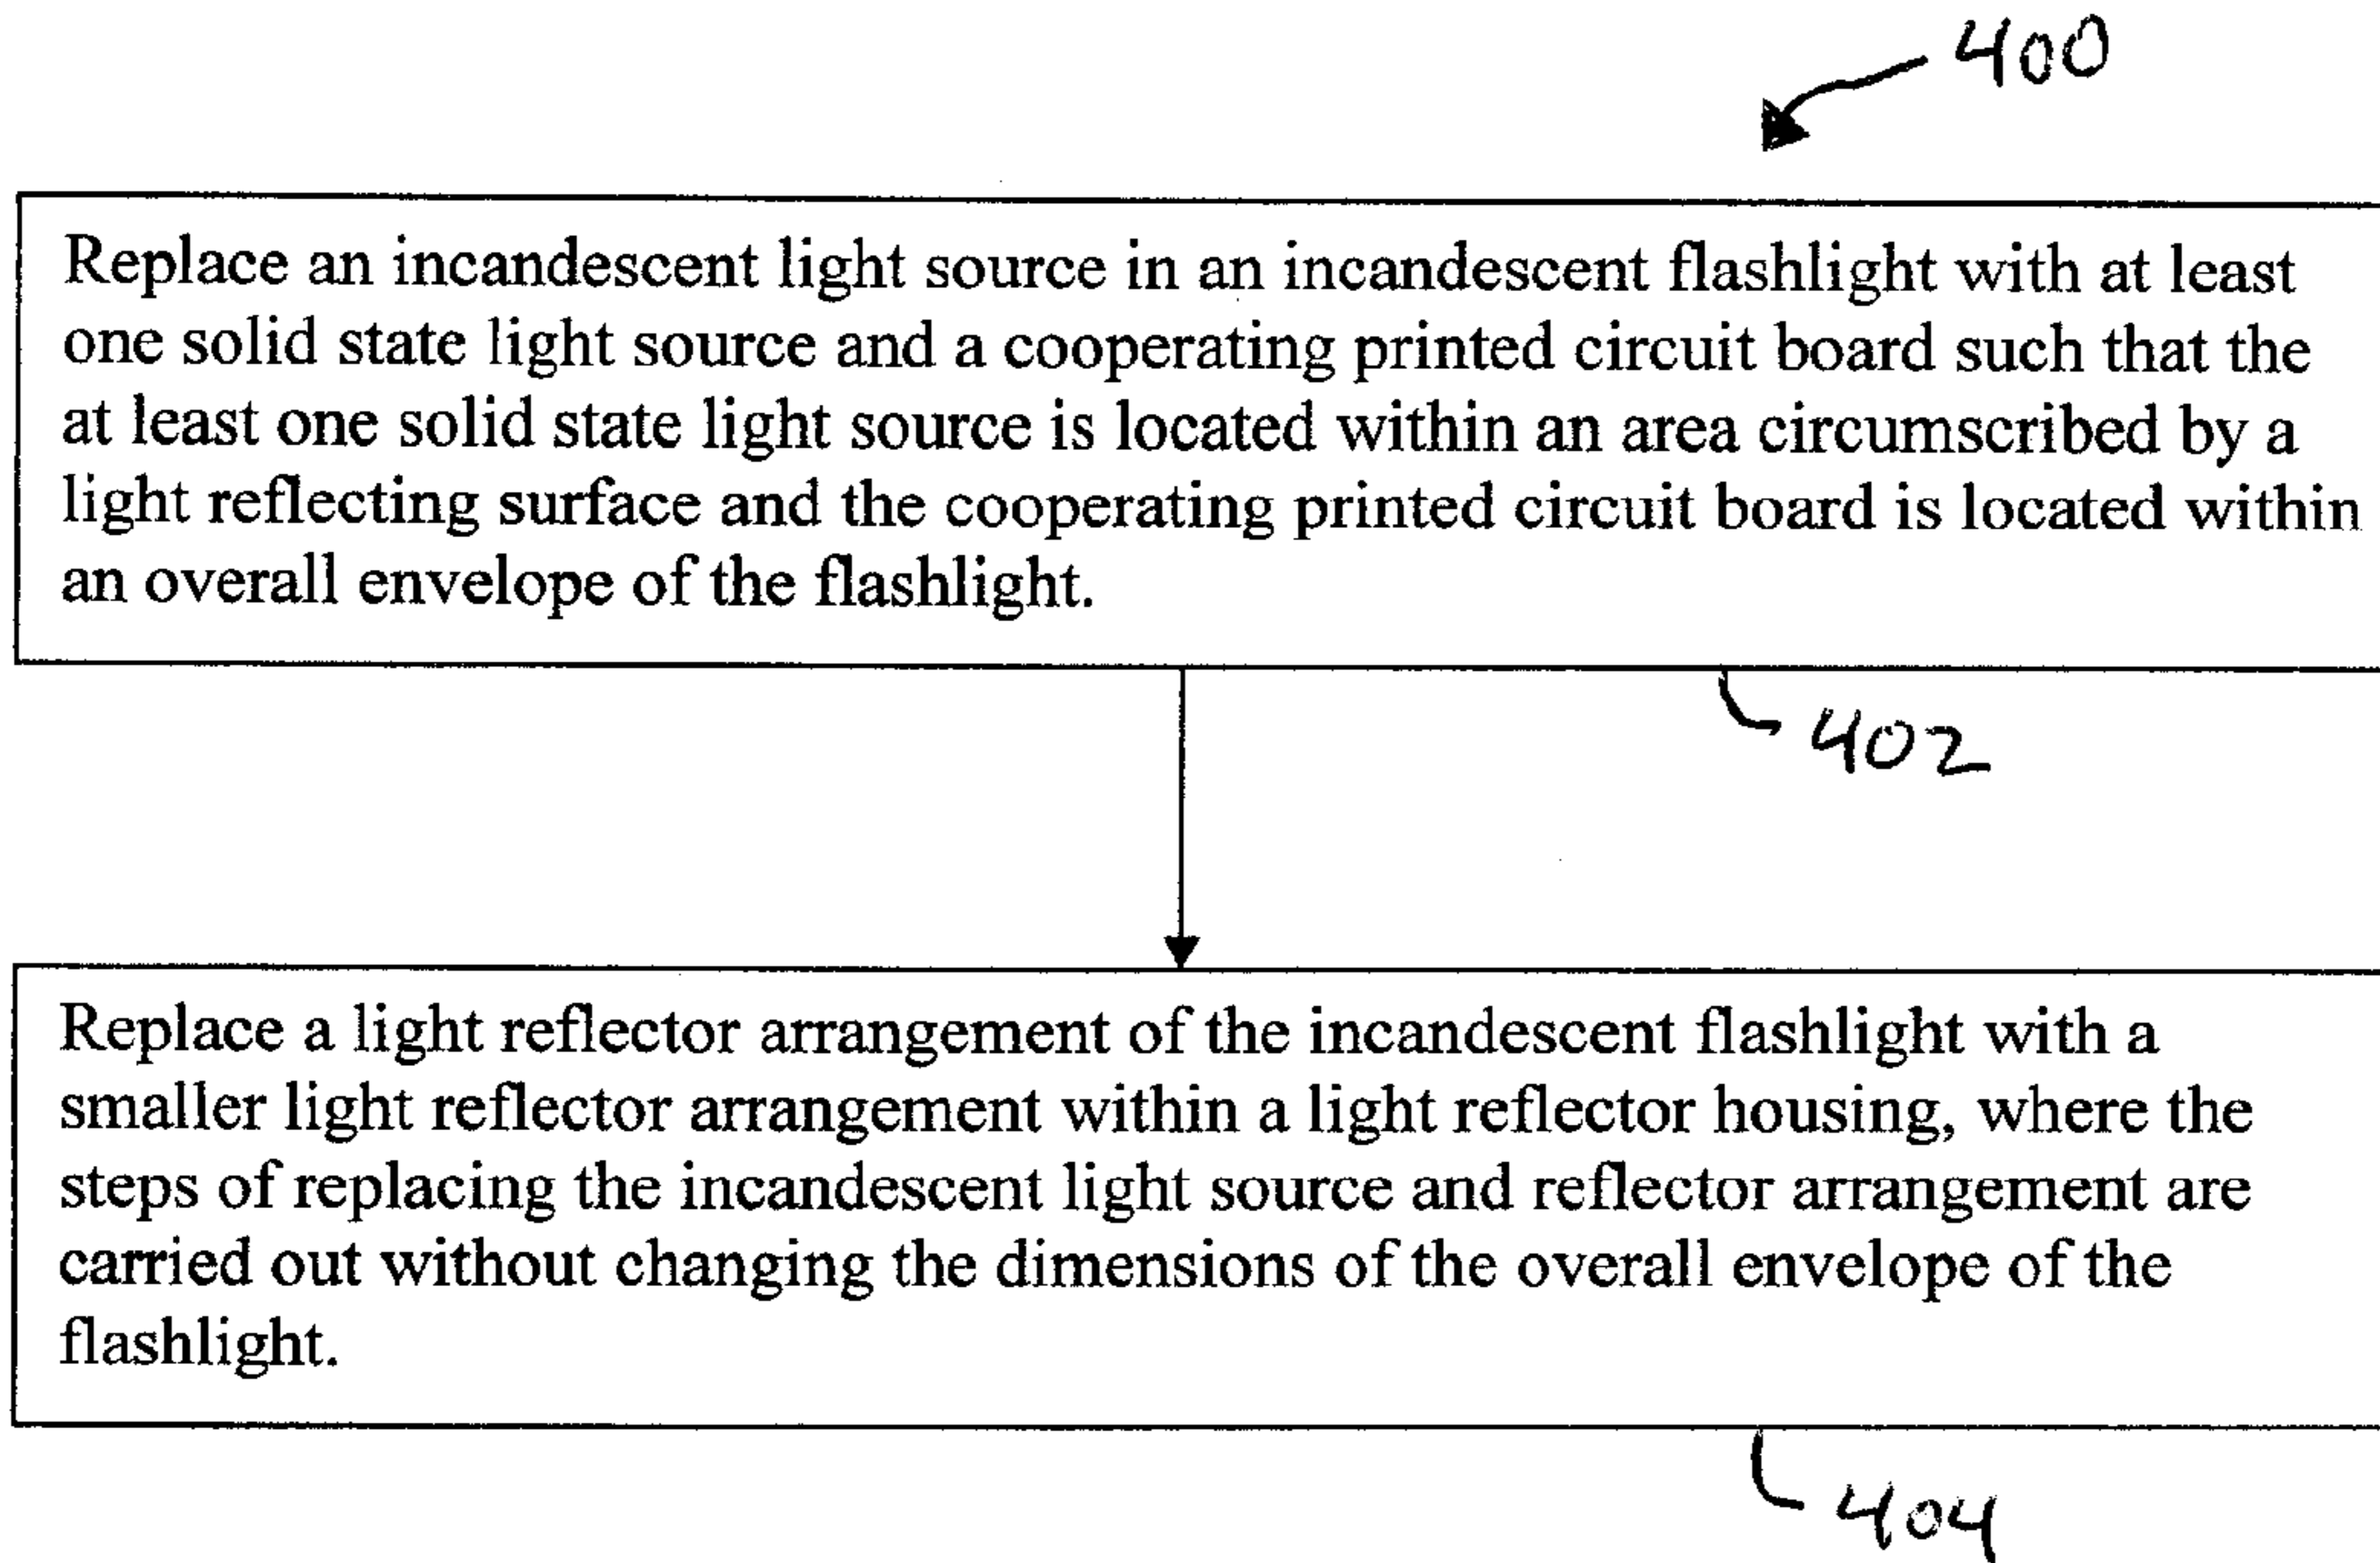 400
Replace an incandescent light source in an incandescent flashlight with at least
one solid state light source and a cooperating printed circuit board such that the
at least one solid state light source is located within an area circumscribed by a
light reflecting surface and the cooperating printed circuit board is located within
an overall envelope of the flashlight.
402
Replace a light reflector arrangement of the incandescent flashlight with a
smaller light reflector arrangement within a light reflector housing, where the
steps of replacing the incandescent light source and reflector arrangement are
carried out without changing the dimensions of the overall envelope of the
flashlight.
404